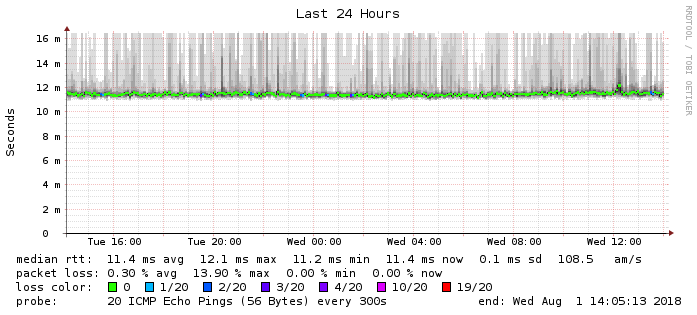 Last 24 Hours
RRDTOOL / TOBI OETIKER
Seconds
16 m
14 m
12 m
10 m
8 m
6 m
4 m
2 m
0
Tue 16:00 Tue 20:00 Wed 00:00 Wed 04:00 Wed 08:00 Wed 12:00
median rtt: 11.4 ms avg 12.1 ms max 11.2 ms min 11.4 ms now 0.1 ms sd 108.5 am/s
packet loss: 0.30 % avg 13.90 % max 0.00 % min 0.00 % now
loss color: 0 1/20 2/20 3/20 4/20 10/20 19/20
probe: 20 ICMP Echo Pings (56 Bytes) every 300s end: Wed Aug 1 14:05:13 2018